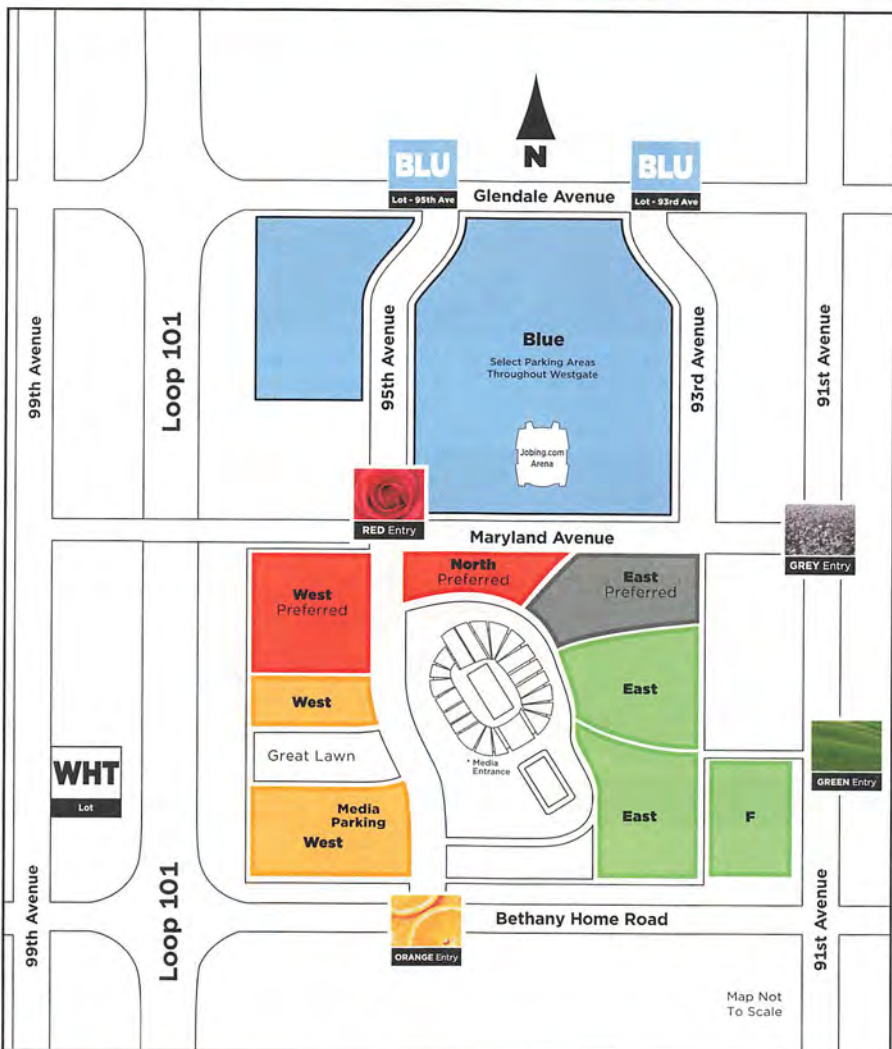 N
BLU
Lot - 95th Ave
BLU
Lot - 93rd Ave
Glendale Avenue
99th Avenue
Loop 101
95th Avenue
Blue
Select Parking Areas
Throughout Westgate
93rd Avenue
91st Avenue
Jobing.com
Arena
RED Entry
Maryland Avenue
GREY Entry
West
Preferred
North
Preferred
East
Preferred
West
East
Great Lawn
* Media
Entrance
WHT
Lot
GREEN Entry
Media
Parking
West
East
F
99th Avenue
Loop 101
Bethany Home Road
91st Avenue
ORANGE Entry
Map Not
To Scale